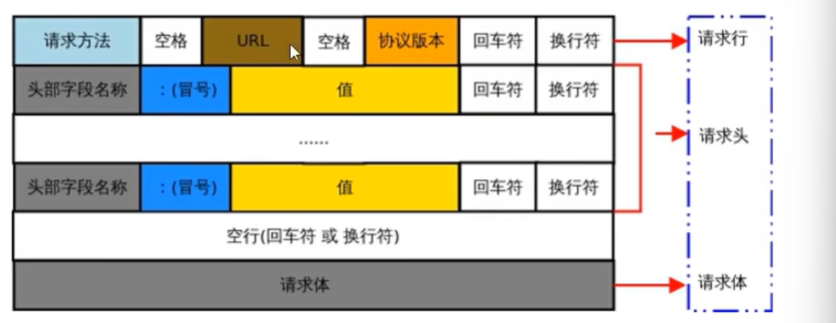 请求方法 空格 URL 空格 协议版本 回车符 换行符 请求行
头部字段名称 :(冒号) 值 回车符 换行符
...... 请求头
头部字段名称 :(冒号) 值 回车符 换行符
空行(回车符 或 换行符)
请求体 请求体